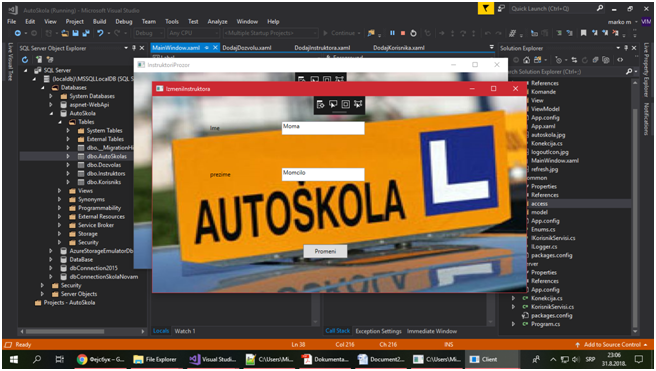 AutoSkola (Running) - Microsoft Visual Studio
Quick Launch (Ctrl+Q)
File Edit View Project Build Debug Team Tools Test Analyze Window Help
marko m
Debug
Any CPU
<Multiple Startup Projects>
Continue
Live Visual Tree
SQL Server Object Explorer
SQL Server
(localdb)\MSSQLLocalDB (SQL
Databases
System Databases
aspnet-WebApi
AutoSkola
Tables
System Tables
External Tables
dbo.__MigrationHi
dbo.AutoSkolas
dbo.Dozvolas
dbo.Instruktors
dbo.Korisniks
Views
Synonyms
Programmability
External Resources
Service Broker
Storage
Security
AzureStorageEmulatorDb
DataBase
dbConnection2015
dbConnectionSkolaNovam
Security
Server Objects
Projects - AutoSkola
MainWindow.xaml
DodajDozvolu.xaml
DodajInstruktora.xaml
DodajKorisnika.xaml
InstruktoriProzor
IzmeniInstruktora
Ime
Moma
prezime
Momcilo
AUTOŠKOLA
L
Promeni
Locals Watch 1
Call Stack Exception Settings Immediate Window
Solution Explorer
Search Solution Explorer (Ctrl+;)
References
Komande
View
ViewModel
App.config
App.xaml
autoskola.jpg
Konekcija.cs
logoutIcon.jpg
MainWindow.xaml
refresh.jpg
Properties
References
access
model
App.config
Enums.cs
IKorisnikServisi.cs
ILogger.cs
packages.config
Properties
References
App.config
Konekcija.cs
KorisnikServisi.cs
packages.config
Program.cs
Live Property Explorer
Notifications
Ready
Ln 38
Col 216
Ch 216
INS
Add to Source Control
Фејсбук – G...
File Explorer
Visual Studio...
C:\Users\Mi...
Dokumenta...
Document2...
C:\Users\Mi...
Client
SRP
23:06
31.8.2018.